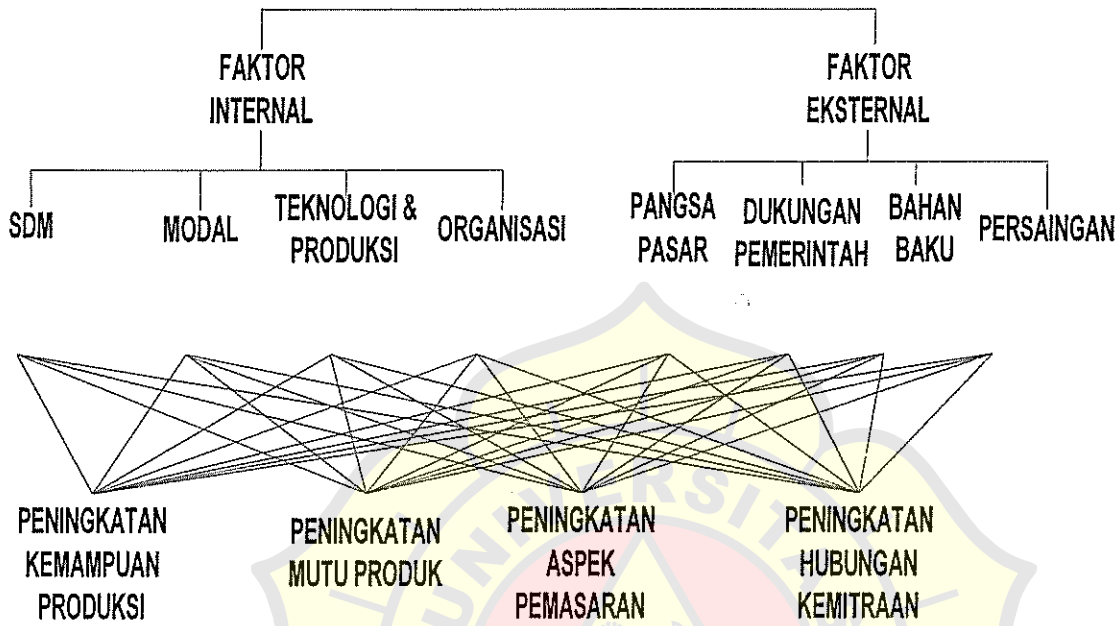 FAKTOR
INTERNAL
FAKTOR
EKSTERNAL
SDM
MODAL
TEKNOLOGI &
PRODUKSI
ORGANISASI
PANGSA
PASAR
DUKUNGAN
PEMERINTAH
BAHAN
BAKU
PERSAINGAN
PENINGKATAN
KEMAMPUAN
PRODUKSI
PENINGKATAN
MUTU PRODUK
PENINGKATAN
ASPEK
PEMASARAN
PENINGKATAN
HUBUNGAN
KEMITRAAN